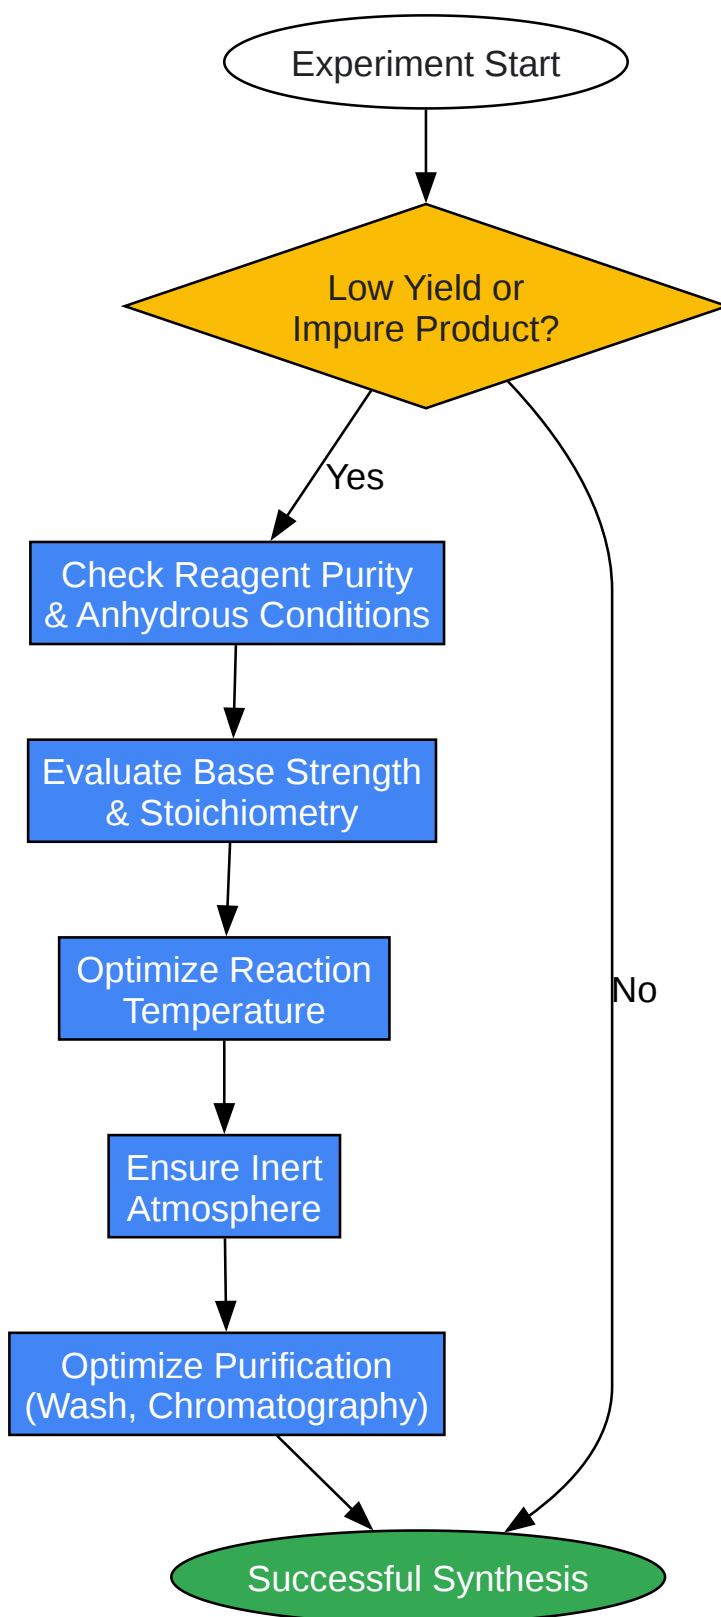 Experiment Start
Low Yield or
Impure Product?
Yes
Check Reagent Purity
& Anhydrous Conditions
Evaluate Base Strength
& Stoichiometry
Optimize Reaction
Temperature
No
Ensure Inert
Atmosphere
Optimize Purification
(Wash, Chromatography)
Successful Synthesis